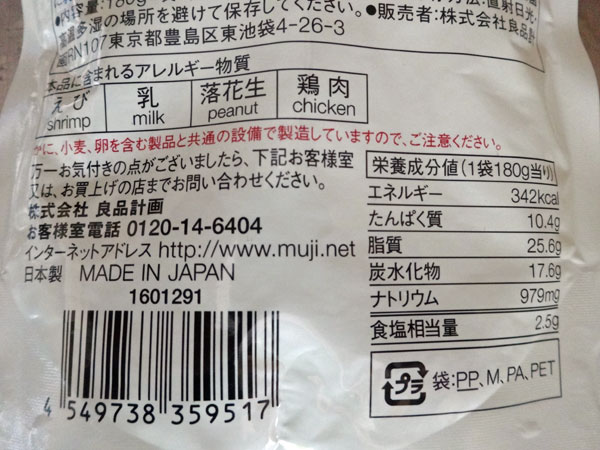 ●内容量:180g
直射日光・
高温多湿の場所を避けて保存してください。●販売者:株式会社良品計
画RN107東京都豊島区東池袋4-26-3
本品に含まれるアレルギー物質
えび 乳 落花生 鶏肉
shrimp milk peanut chicken
かに、小麦、卵を含む製品と共通の設備で製造していますので、ご注意ください。
万一お気付きの点がございましたら、下記お客様室
又は、お買上げの店までお問い合わせください。
株式会社 良品計画
お客様室電話 0120-14-6404
インターネットアドレス http://www.muji.net
日本製 MADE IN JAPAN
1601291
4 549738 359517
栄養成分値(1袋180g当り)
エネルギー 342kcal
たんぱく質 10.4g
脂質 25.6g
炭水化物 17.6g
ナトリウム 979mg
食塩相当量 2.5g
プラ 袋:PP、M、PA、PET